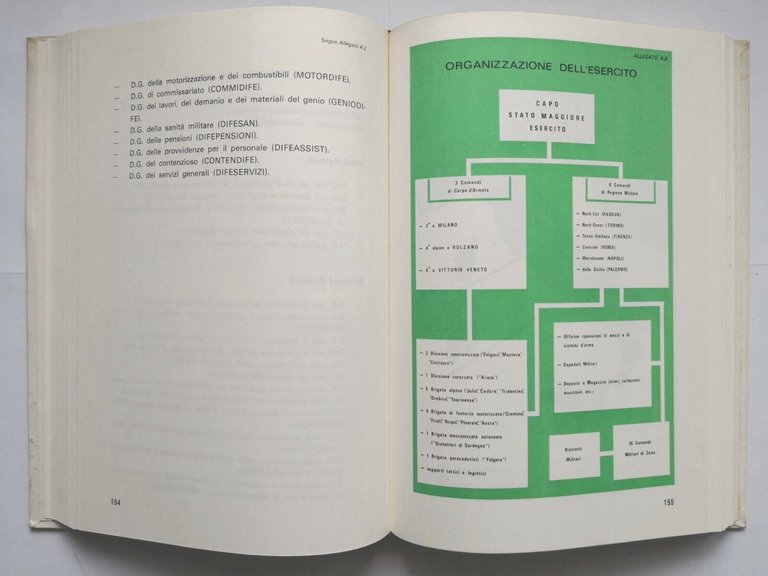 Segue Allegato 4.2
— D.G. della motorizzazione e dei combustibili (MOTORDIFE).
— D.G. di commissariato (COMMIDIFE).
— D.G. dei lavori, del demanio e dei materiali del genio (GENIODI-
FE).
— D.G. della sanità militare (DIFESAN).
— D.G. delle pensioni (DIFEPENSIONI).
— D.G. delle provvidenze per il personale (DIFEASSIST).
— D.G. del contenzioso (CONTENDIFE).
— D.G. dei servizi generali (DIFESERVIZI).
154
ALLEGATO 4.3
ORGANIZZAZIONE DELL'ESERCITO
CAPO
STATO MAGGIORE
ESERCITO
3 Comandi
di Corpo d'Armata
— 3° a MILANO
— 4° alpino a BOLZANO
— 5° a VITTORIO VENETO
6 Comandi
di Regione Militare
— Nord-Est (PADOVA)
— Nord-Ovest (TORINO)
— Tosco-Emiliana (FIRENZE)
— Centrale (ROMA)
— Meridionale (NAPOLI)
— della Sicilia (PALERMO)
— 3 Divisioni meccanizzate ("Folgore","Mantova",
"Centauro")
— 1 Divisione corazzata ("Ariete")
— 5 Brigate alpine ("Julia","Cadore","Tridentina",
"Orobica","Taurinense")
— 5 Brigate di fanteria motorizzata ("Cremona",
"Friuli","Acqui","Pinerolo","Aosta")
— 1 Brigata meccanizzata autonoma
("Granatieri di Sardegna")
— 1 Brigata paracadutisti ("Folgore")
— supporti tattici e logistici
— Officine riparazioni di mezzi e di
sistemi d'arma
— Ospedali Militari
— Depositi e Magazzini (viveri, carburanti,
munizioni, etc.)
Distretti
Militari
16 Comandi
Militari di Zona
155